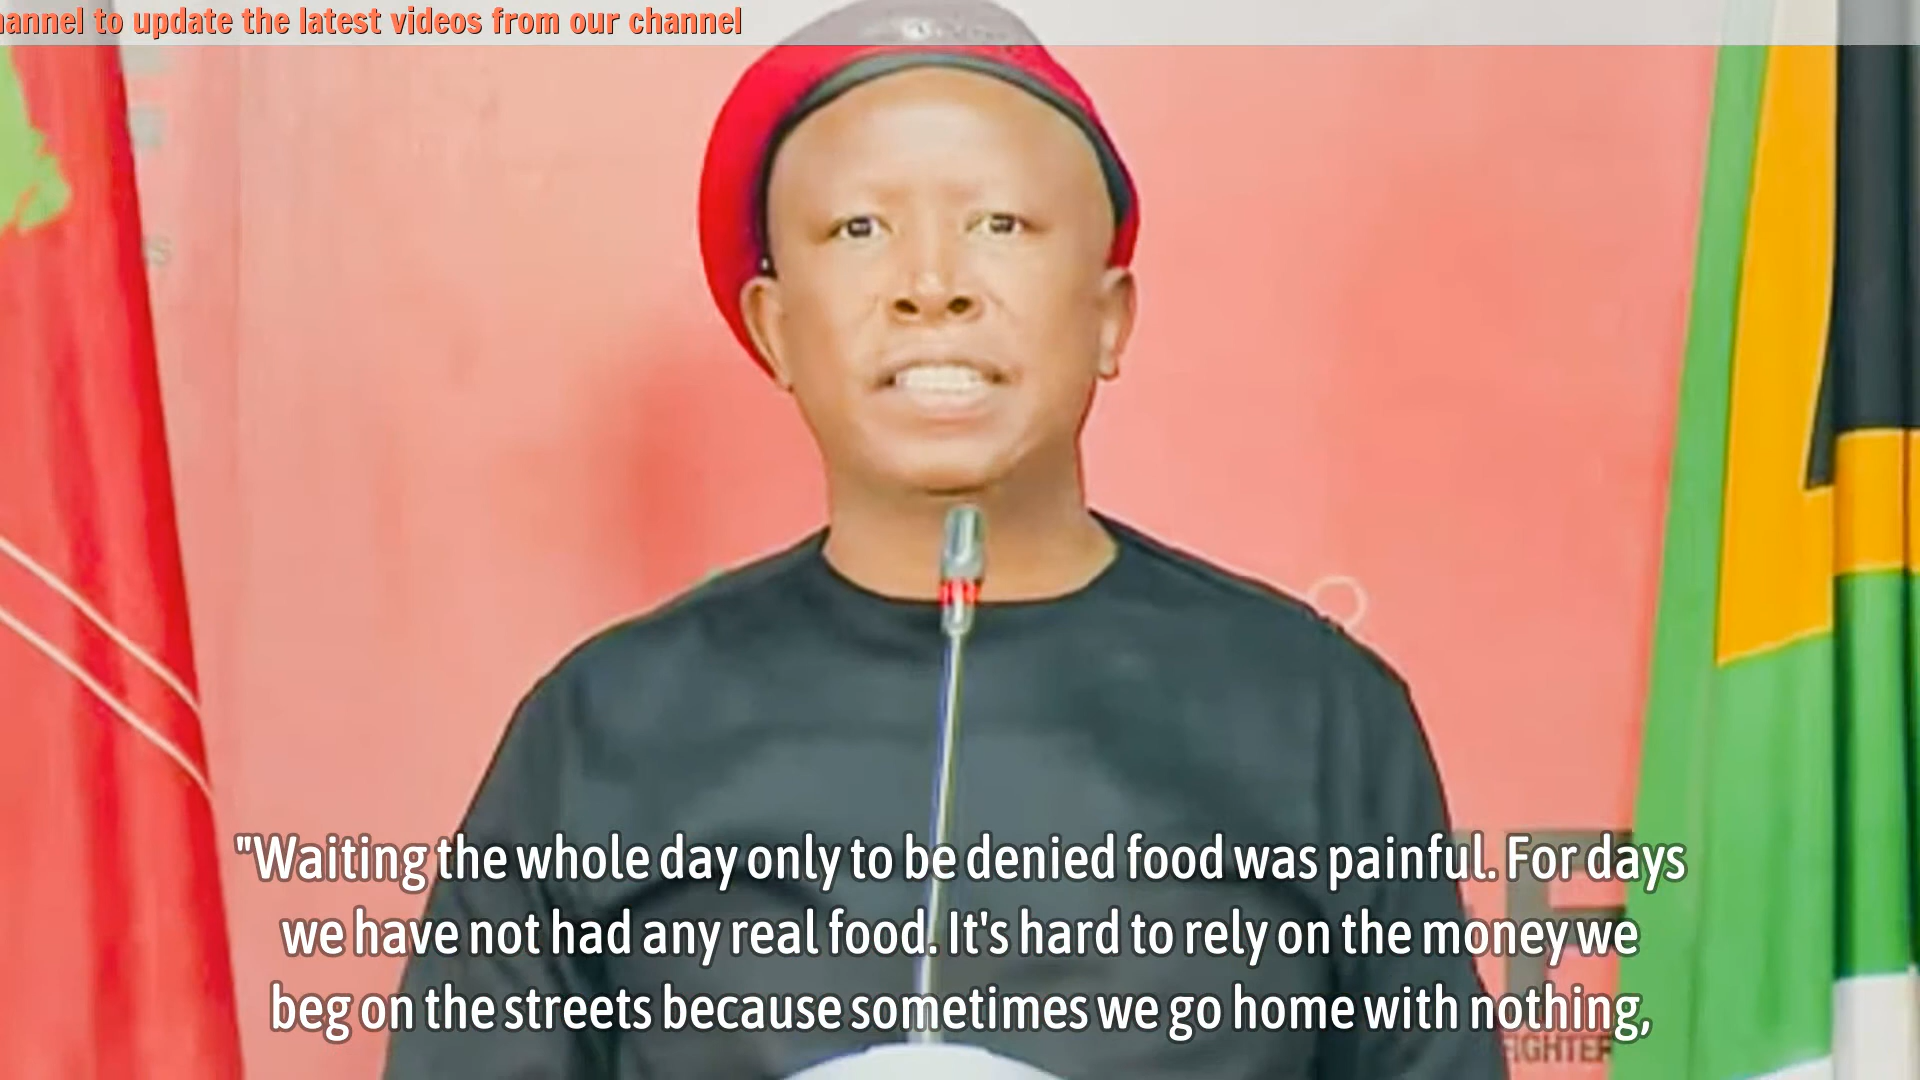 annel to update the latest videos from our channel
"Waiting the whole day only to be denied food was painful. For days
we have not had any real food. It's hard to rely on the money we
beg on the streets because sometimes we go home with nothing,